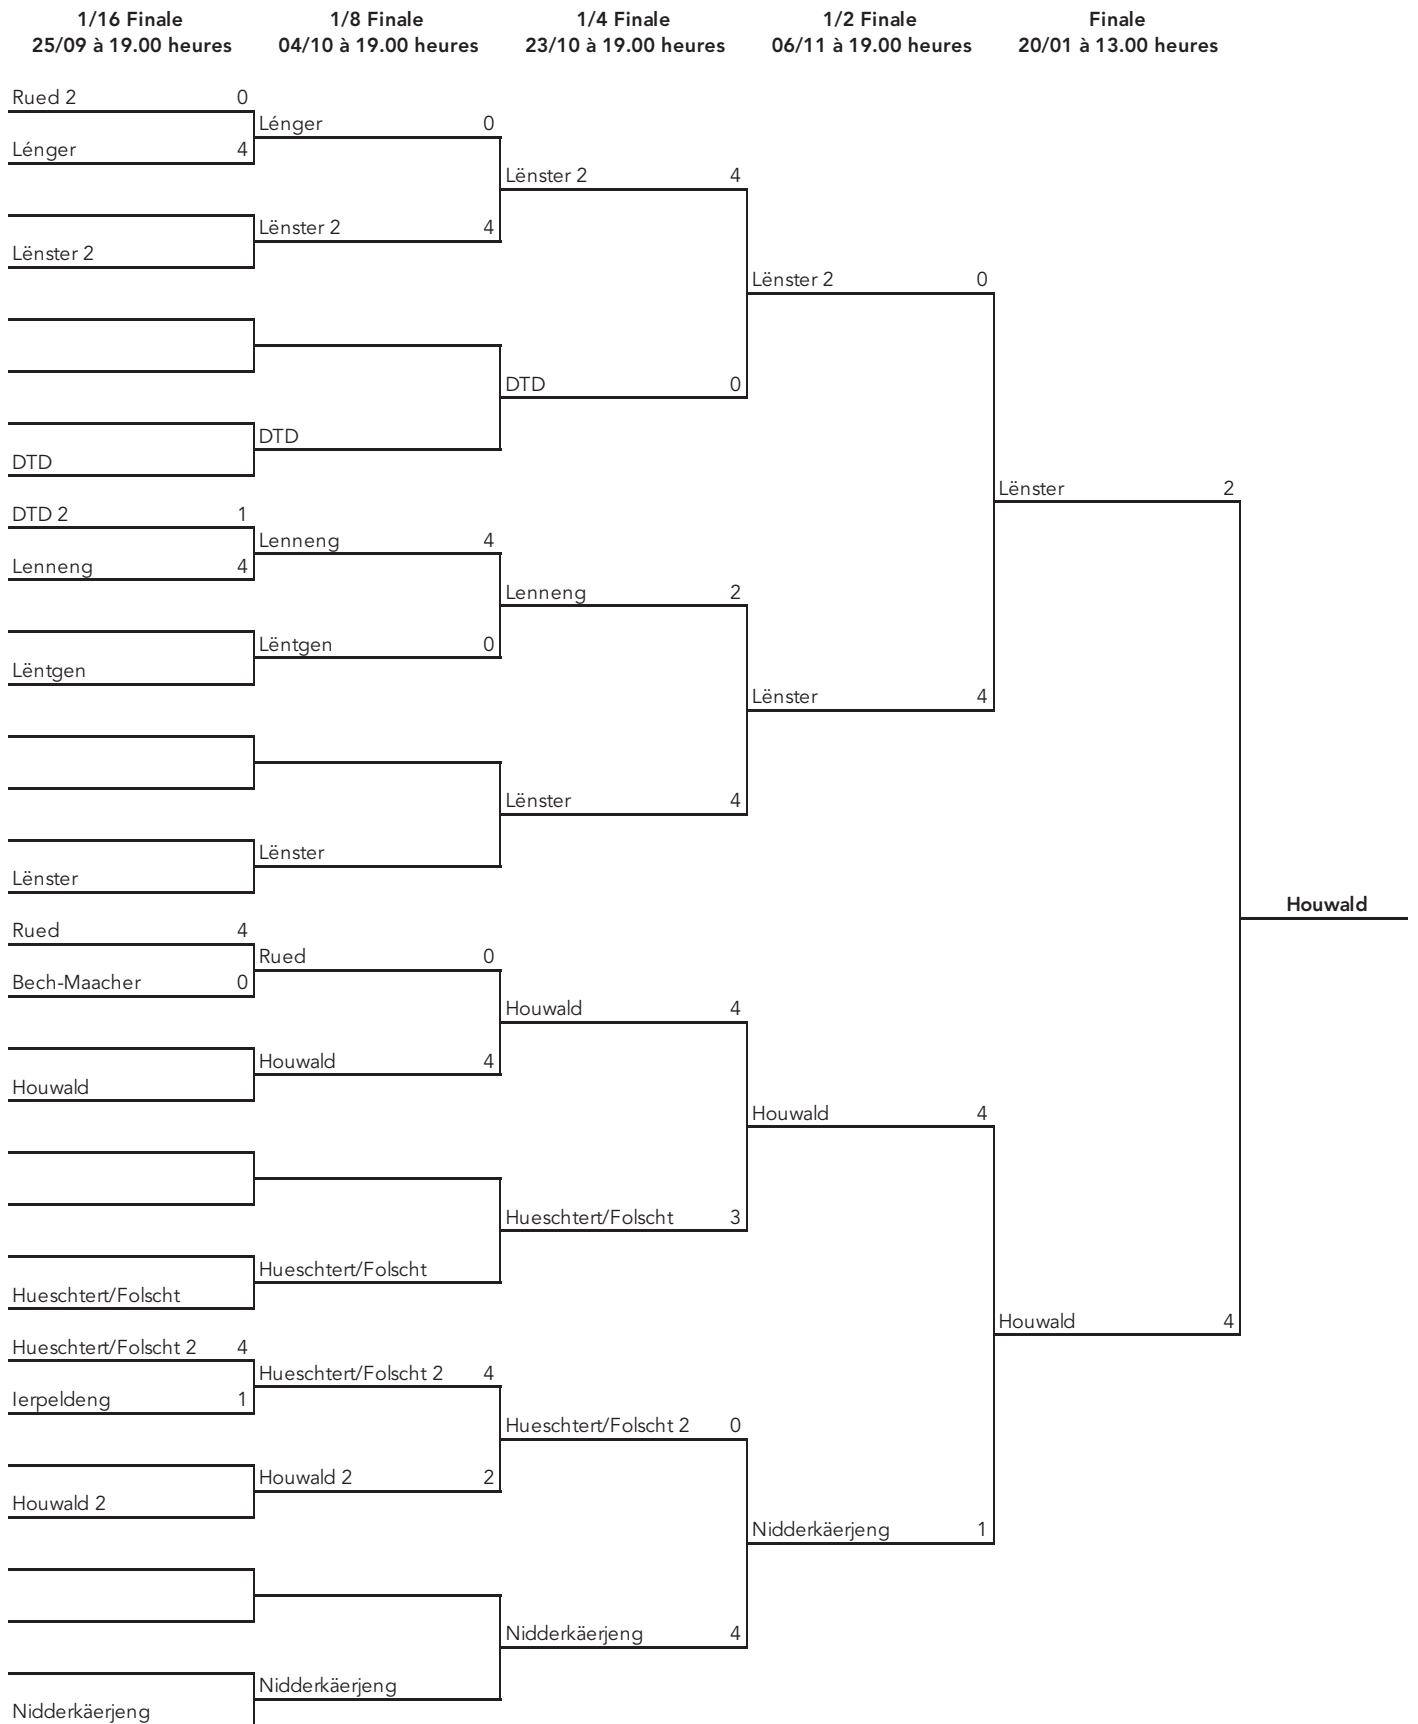 1/16 Finale
25/09 à 19.00 heures
1/8 Finale
04/10 à 19.00 heures
1/4 Finale
23/10 à 19.00 heures
1/2 Finale
06/11 à 19.00 heures
Finale
20/01 à 13.00 heures
Rued 2 0
Lénger 4
Lënster 2
DTD
DTD 2 1
Lenneng 4
Lëntgen
Lënster
Rued 4
Bech-Maacher 0
Houwald
Hueschtert/Folscht
Hueschtert/Folscht 2 4
Ierpeldeng 1
Houwald 2
Nidderkäerjeng
Lénger 0
Lënster 2 4
DTD
Lenneng 4
Lëntgen 0
Lënster
Rued 0
Houwald 4
Hueschtert/Folscht
Hueschtert/Folscht 2 4
Houwald 2 2
Nidderkäerjeng
Lënster 2 4
DTD 0
Lenneng 2
Lënster 4
Houwald 4
Hueschtert/Folscht 3
Hueschtert/Folscht 2 0
Nidderkäerjeng 4
Lënster 2 0
Lënster 4
Houwald 4
Nidderkäerjeng 1
Lënster 2
Houwald 4
Houwald